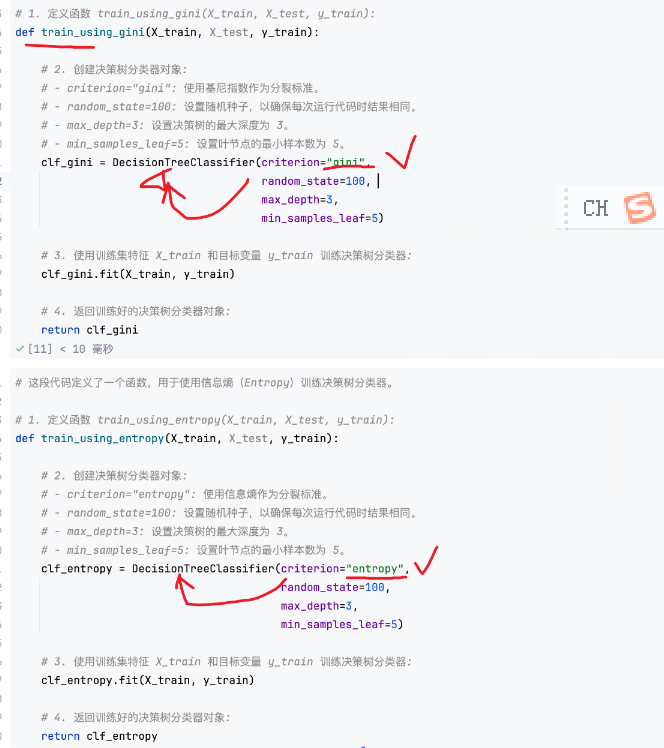 # 1. 定义函数 train_using_gini(X_train, X_test, y_train):
def train_using_gini(X_train, X_test, y_train):
# 2. 创建决策树分类器对象:
# - criterion="gini": 使用基尼指数作为分裂标准。
# - random_state=100: 设置随机种子，以确保每次运行代码时结果相同。
# - max_depth=3: 设置决策树的最大深度为 3。
# - min_samples_leaf=5: 设置叶节点的最小样本数为 5。
clf_gini = DecisionTreeClassifier(criterion="gini",
random_state=100,
max_depth=3,
min_samples_leaf=5)
CH S
# 3. 使用训练集特征 X_train 和目标变量 y_train 训练决策树分类器:
clf_gini.fit(X_train, y_train)
# 4. 返回训练好的决策树分类器对象:
return clf_gini
✓ [11] < 10 毫秒
# 这段代码定义了一个函数，用于使用信息熵（Entropy）训练决策树分类器。
# 1. 定义函数 train_using_entropy(X_train, X_test, y_train):
def train_using_entropy(X_train, X_test, y_train):
# 2. 创建决策树分类器对象:
# - criterion="entropy": 使用信息熵作为分裂标准。
# - random_state=100: 设置随机种子，以确保每次运行代码时结果相同。
# - max_depth=3: 设置决策树的最大深度为 3。
# - min_samples_leaf=5: 设置叶节点的最小样本数为 5。
clf_entropy = DecisionTreeClassifier(criterion="entropy",
random_state=100,
max_depth=3,
min_samples_leaf=5)
# 3. 使用训练集特征 X_train 和目标变量 y_train 训练决策树分类器:
clf_entropy.fit(X_train, y_train)
# 4. 返回训练好的决策树分类器对象:
return clf_entropy